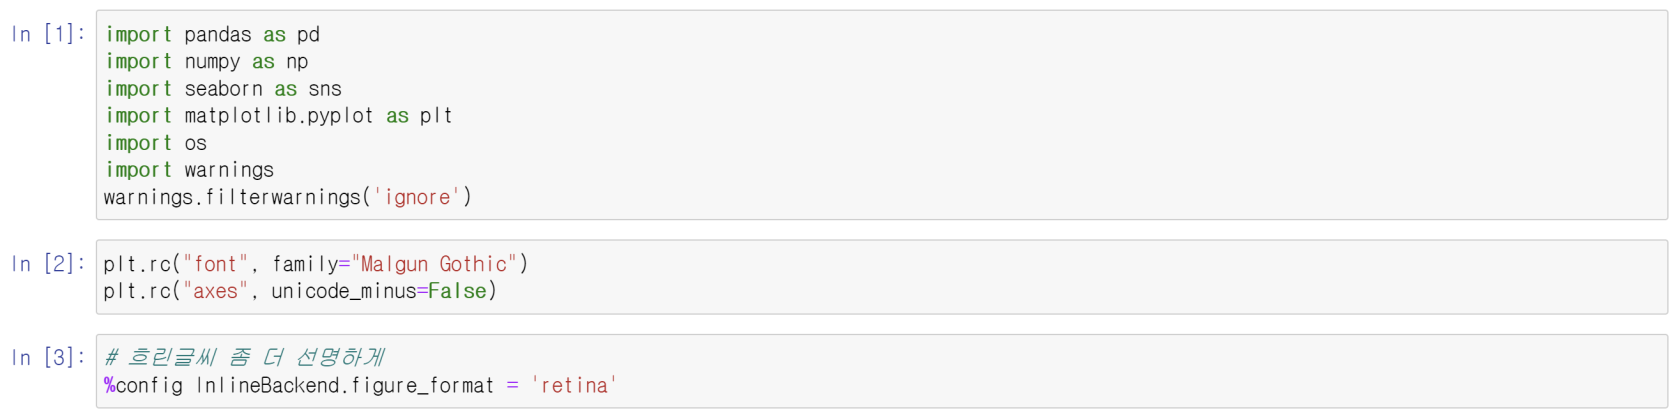 In [1]: import pandas as pd
import numpy as np
import seaborn as sns
import matplotlib.pyplot as plt
import os
import warnings
warnings.filterwarnings('ignore')
In [2]: plt.rc("font", family="Malgun Gothic")
plt.rc("axes", unicode_minus=False)
In [3]: # 흐린글씨 좀 더 선명하게
%config InlineBackend.figure_format = 'retina'